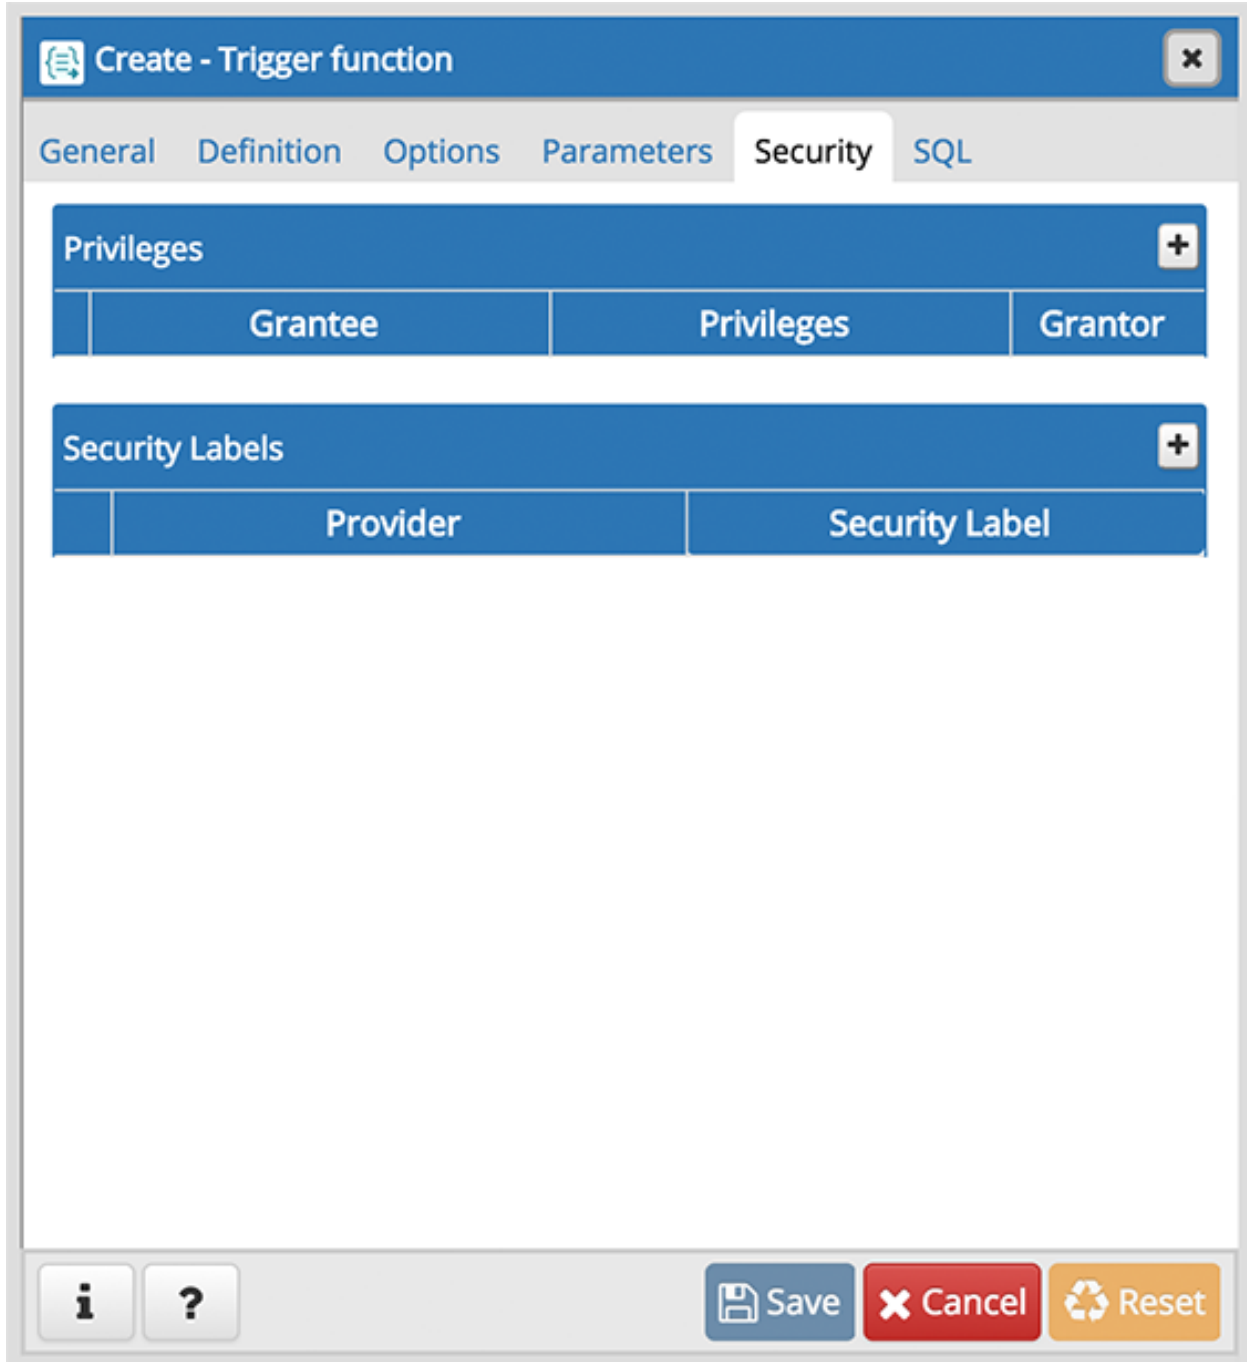 Create - Trigger function
General Definition Options Parameters Security SQL
Privileges
Grantee Privileges Grantor
Security Labels
Provider Security Label
i ? Save Cancel Reset